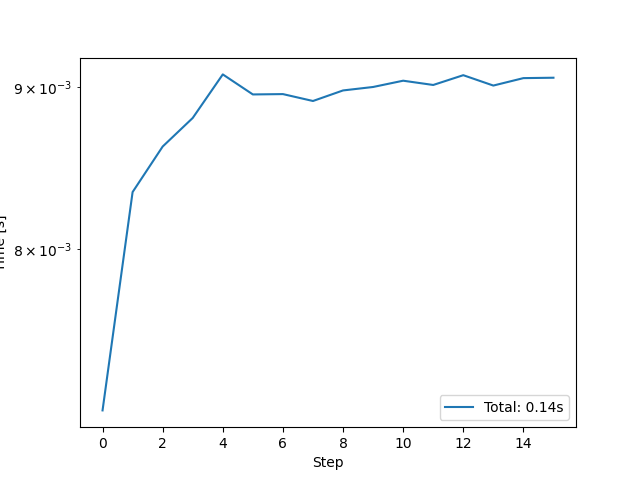 9 × 10⁻³
8 × 10⁻³
Time [s]
0 2 4 6 8 10 12 14
Step
Total: 0.14s